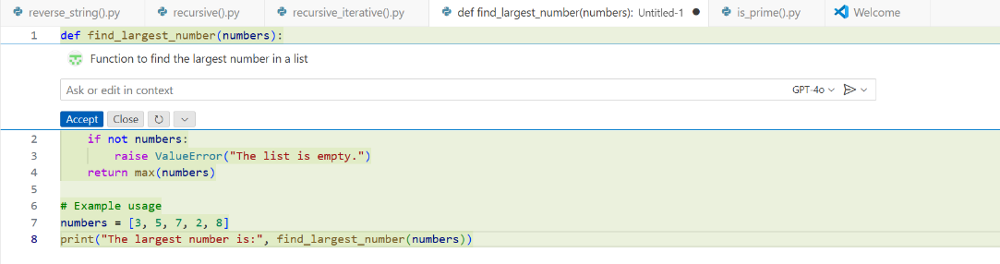 reverse_string().py recursive().py recursive_iterative().py def find_largest_number(numbers): Untitled-1 is_prime().py Welcome
1 def find_largest_number(numbers):
Function to find the largest number in a list
Ask or edit in context GPT-4o
Accept Close
2 if not numbers:
3 raise ValueError("The list is empty.")
4 return max(numbers)
5
6 # Example usage
7 numbers = [3, 5, 7, 2, 8]
8 print("The largest number is:", find_largest_number(numbers))